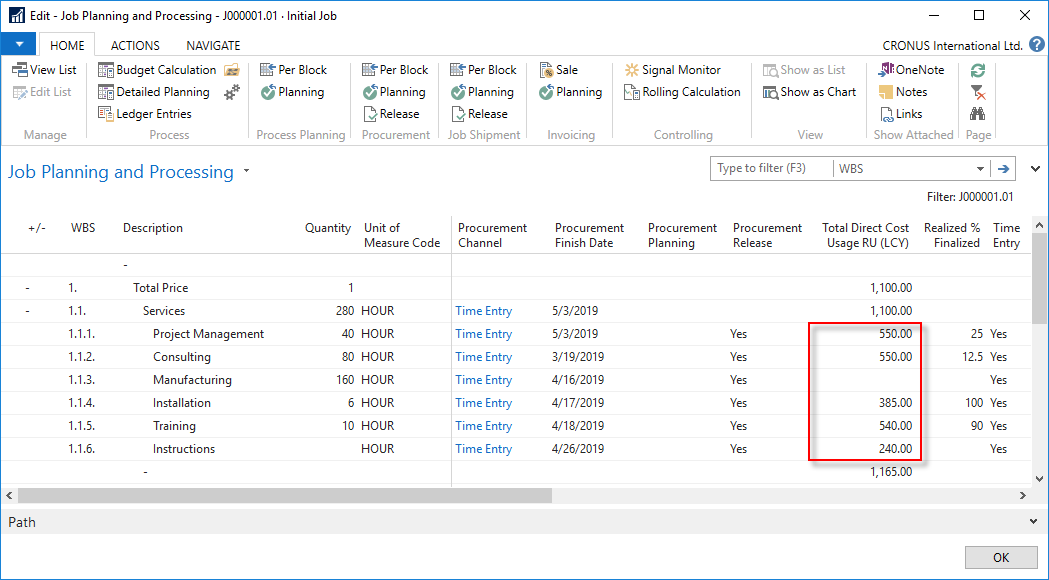 Edit - Job Planning and Processing - J000001.01 · Initial Job
HOME ACTIONS NAVIGATE CRONUS International Ltd. ?
View List Budget Calculation Per Block Per Block Per Block Sale Signal Monitor Show as List OneNote
Edit List Detailed Planning Planning Planning Planning Planning Rolling Calculation Show as Chart Notes
Ledger Entries Release Release Links
Manage Process Process Planning Procurement Job Shipment Invoicing Controlling View Show Attached Page
Job Planning and Processing Type to filter (F3) WBS
Filter: J000001.01
+/- WBS Description Quantity Unit of Procurement Procurement Procurement Procurement Total Direct Cost Realized % Time
Measure Code Channel Finish Date Planning Release Usage RU (LCY) Finalized Entry
-
- 1. Total Price 1 1,100.00
- 1.1. Services 280 HOUR Time Entry 5/3/2019 1,100.00
1.1.1. Project Management 40 HOUR Time Entry 5/3/2019 Yes 550.00 25 Yes
1.1.2. Consulting 80 HOUR Time Entry 3/19/2019 Yes 550.00 12.5 Yes
1.1.3. Manufacturing 160 HOUR Time Entry 4/16/2019 Yes Yes
1.1.4. Installation 6 HOUR Time Entry 4/17/2019 Yes 385.00 100 Yes
1.1.5. Training 10 HOUR Time Entry 4/18/2019 Yes 540.00 90 Yes
1.1.6. Instructions Time Entry 4/26/2019 Yes 240.00 Yes
- 1,165.00
Path
OK